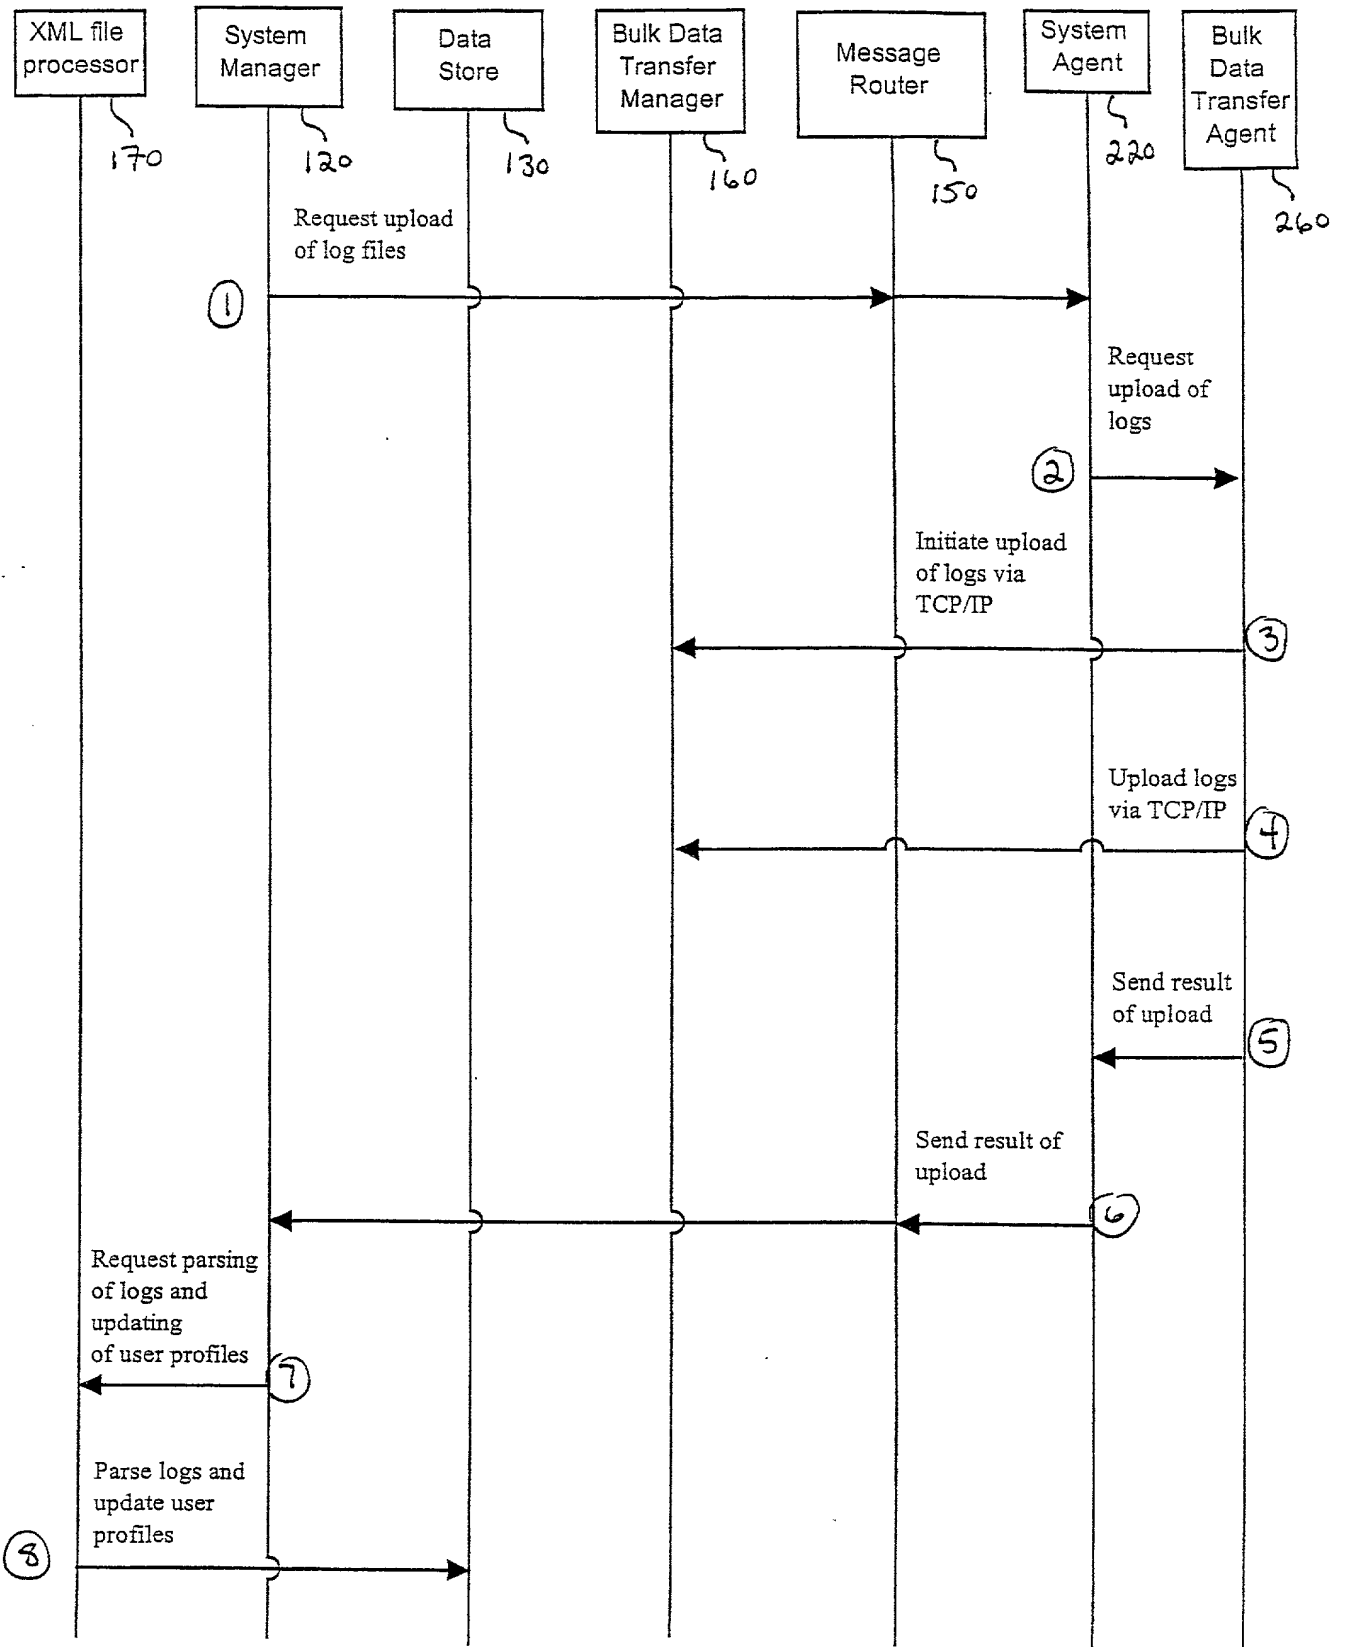 XML file
processor
System
Manager
Data
Store
Bulk Data
Transfer
Manager
Message
Router
System
Agent
Bulk
Data
Transfer
Agent
170
120
130
160
150
220
260
Request upload
of log files
1
Request
upload of
logs
2
Initiate upload
of logs via
TCP/IP
3
Upload logs
via TCP/IP
4
Send result
of upload
5
Send result of
upload
6
Request parsing
of logs and
updating
of user profiles
7
Parse logs and
update user
profiles
8